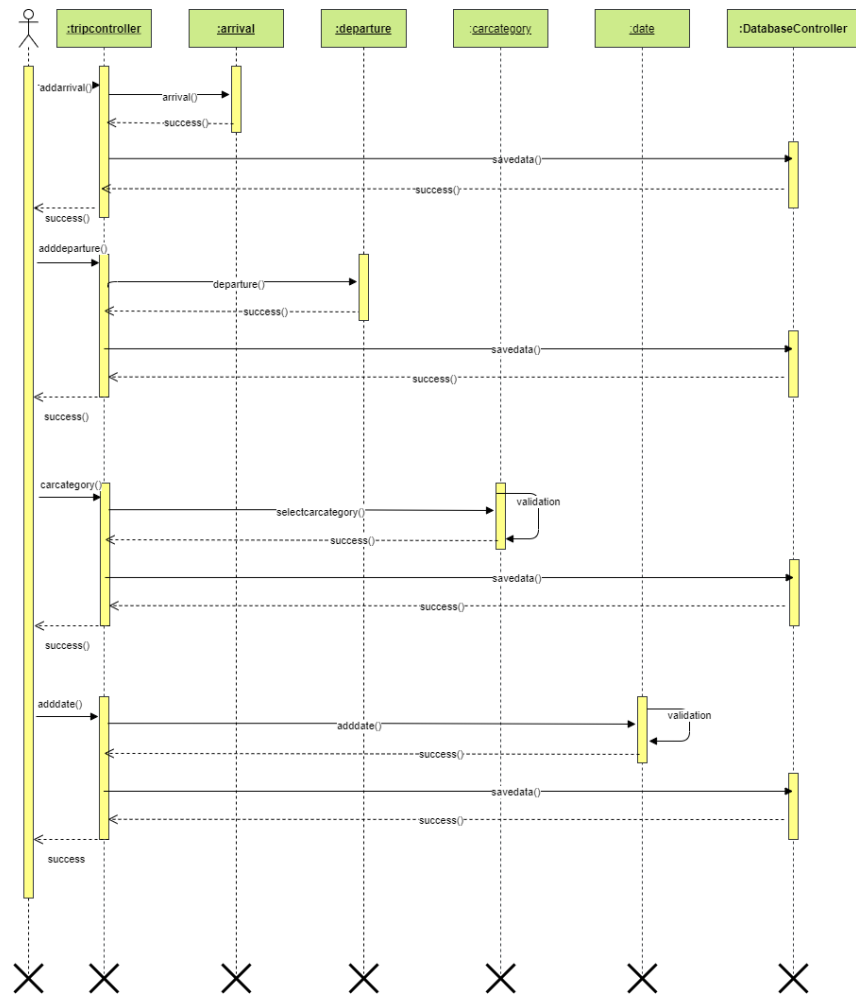 :tripcontroller
:arrival
:departure
:carcategory
:date
:DatabaseController
'addarrival()
arrival()
success()
savedata()
success()
success()
adddeparture()
departure()
success()
savedata()
success()
success()
carcategory()
validation
selectcarcategory()
success()
savedata()
success()
success()
adddate()
validation
adddate()
success()
savedata()
success()
success